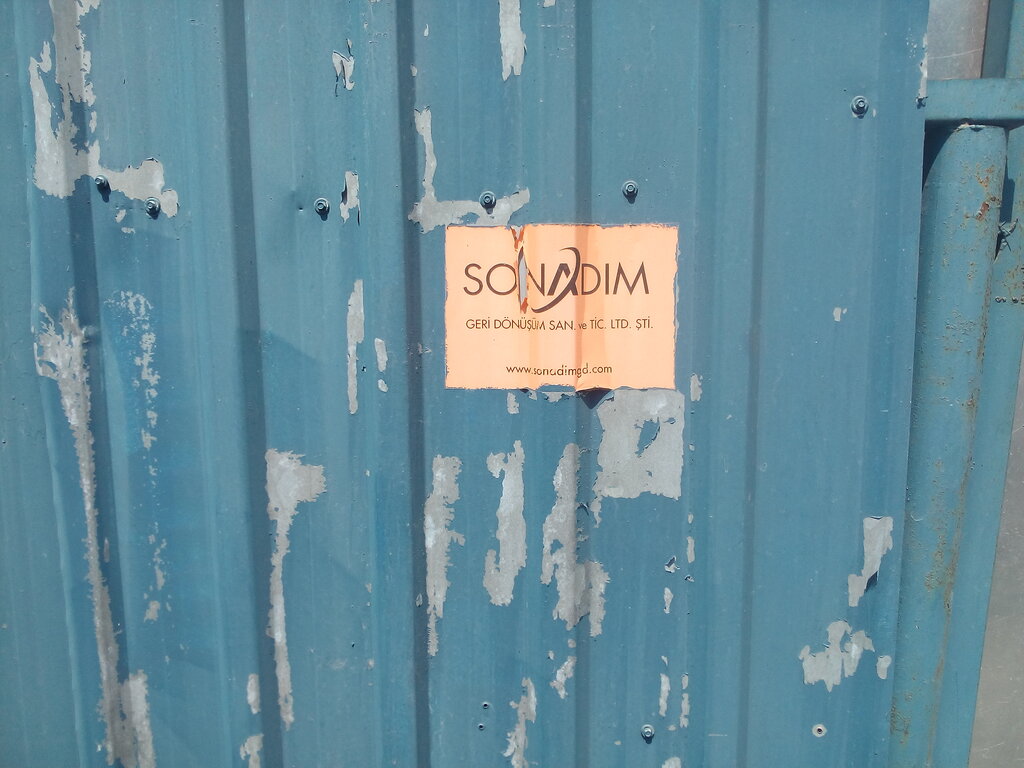 SONADIM
GERİ DÖNÜŞÜM SAN. ve TİC. LTD. ŞTİ.
www.sonadimgd.com